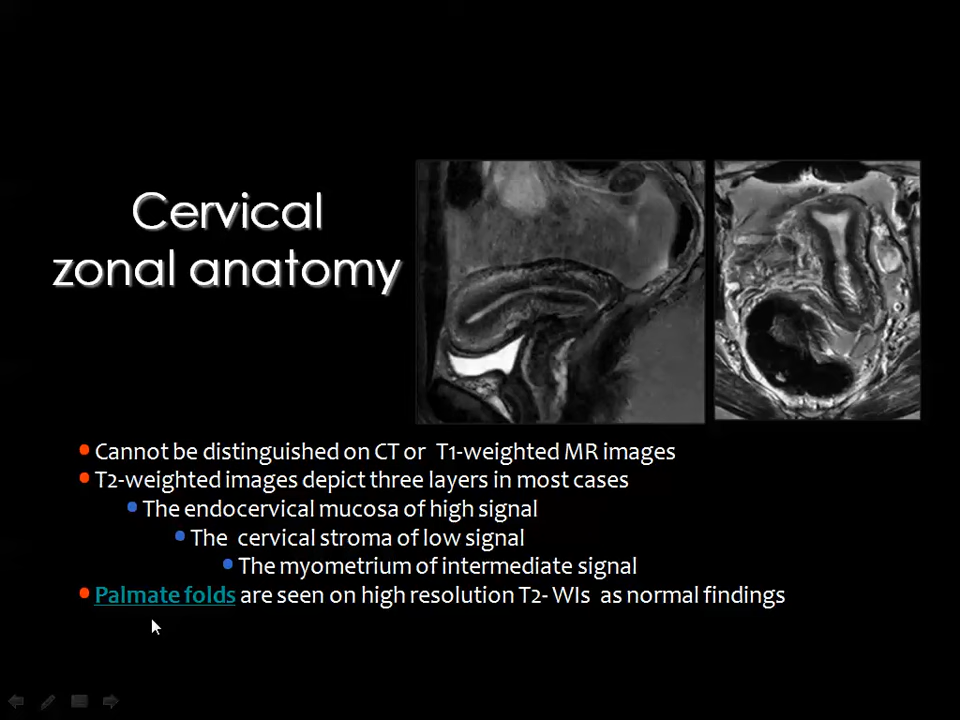 Cervical
zonal anatomy
Cannot be distinguished on CT or T1-weighted MR images
T2-weighted images depict three layers in most cases
The endocervical mucosa of high signal
The cervical stroma of low signal
The myometrium of intermediate signal
Palmate folds are seen on high resolution T2- WIs as normal findings